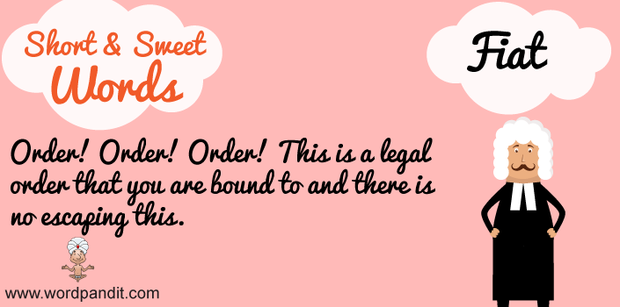 Short & Sweet
Words
Fiat
Order! Order! Order! This is a legal
order that you are bound to and there is
no escaping this.
www.wordpandit.com